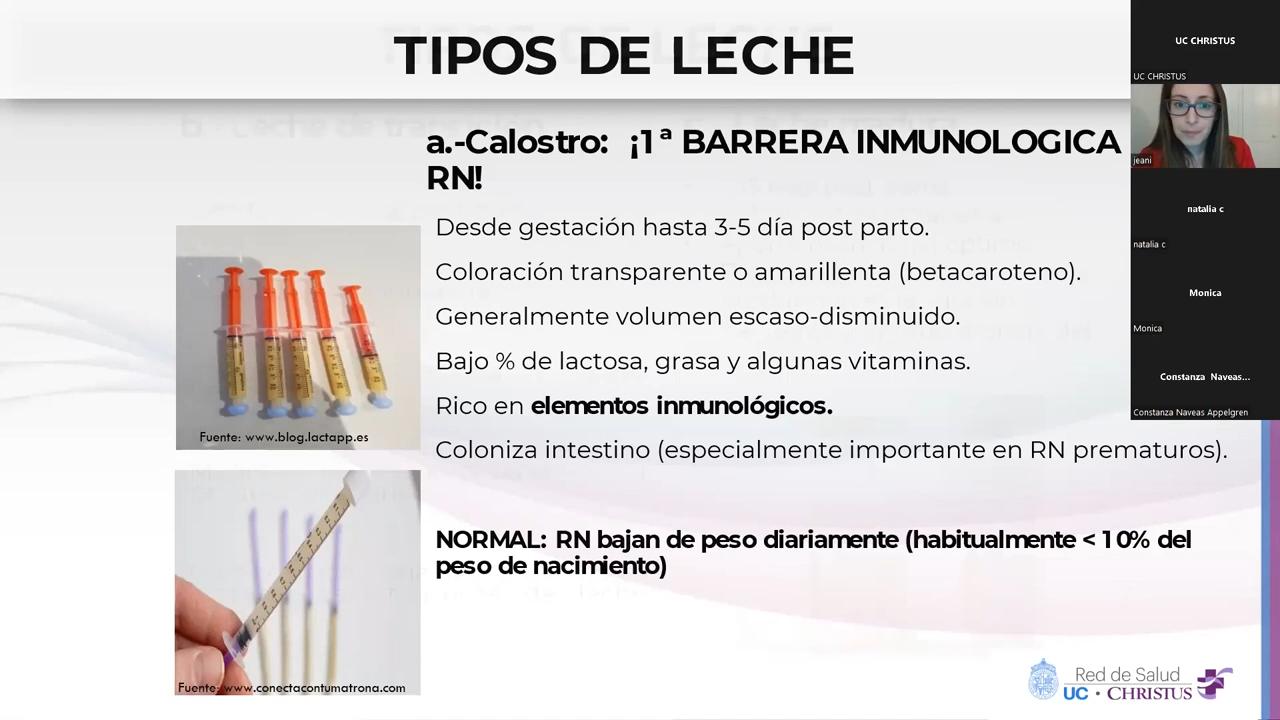 TIPOS DE LECHE
a.-Calostro: ¡1ª BARRERA INMUNOLOGICA
RN!
Desde gestación hasta 3-5 día post parto.
Coloración transparente o amarillenta (betacaroteno).
Generalmente volumen escaso-disminuido.
Bajo % de lactosa, grasa y algunas vitaminas.
Rico en elementos inmunológicos.
Coloniza intestino (especialmente importante en RN prematuros).
NORMAL: RN bajan de peso diariamente (habitualmente < 10% del
peso de nacimiento)
Fuente: www.blog.lactapp.es
Fuente: www.conectacontumatrona.com
Red de Salud
UC · CHRISTUS
UC CHRISTUS
UC CHRISTUS
jeani
natalia c
natalia c
Monica
Monica
Constanza Naveas...
Constanza Naveas Appelgren